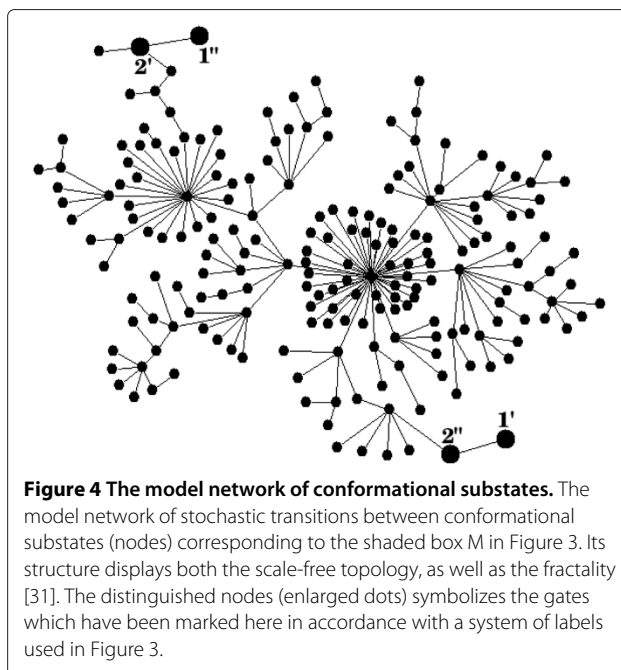 1"
2'
1'
2"
Figure 4 The model network of conformational substates. The
model network of stochastic transitions between conformational
substates (nodes) corresponding to the shaded box M in Figure 3. Its
structure displays both the scale-free topology, as well as the fractality
[31]. The distinguished nodes (enlarged dots) symbolizes the gates
which have been marked here in accordance with a system of labels
used in Figure 3.